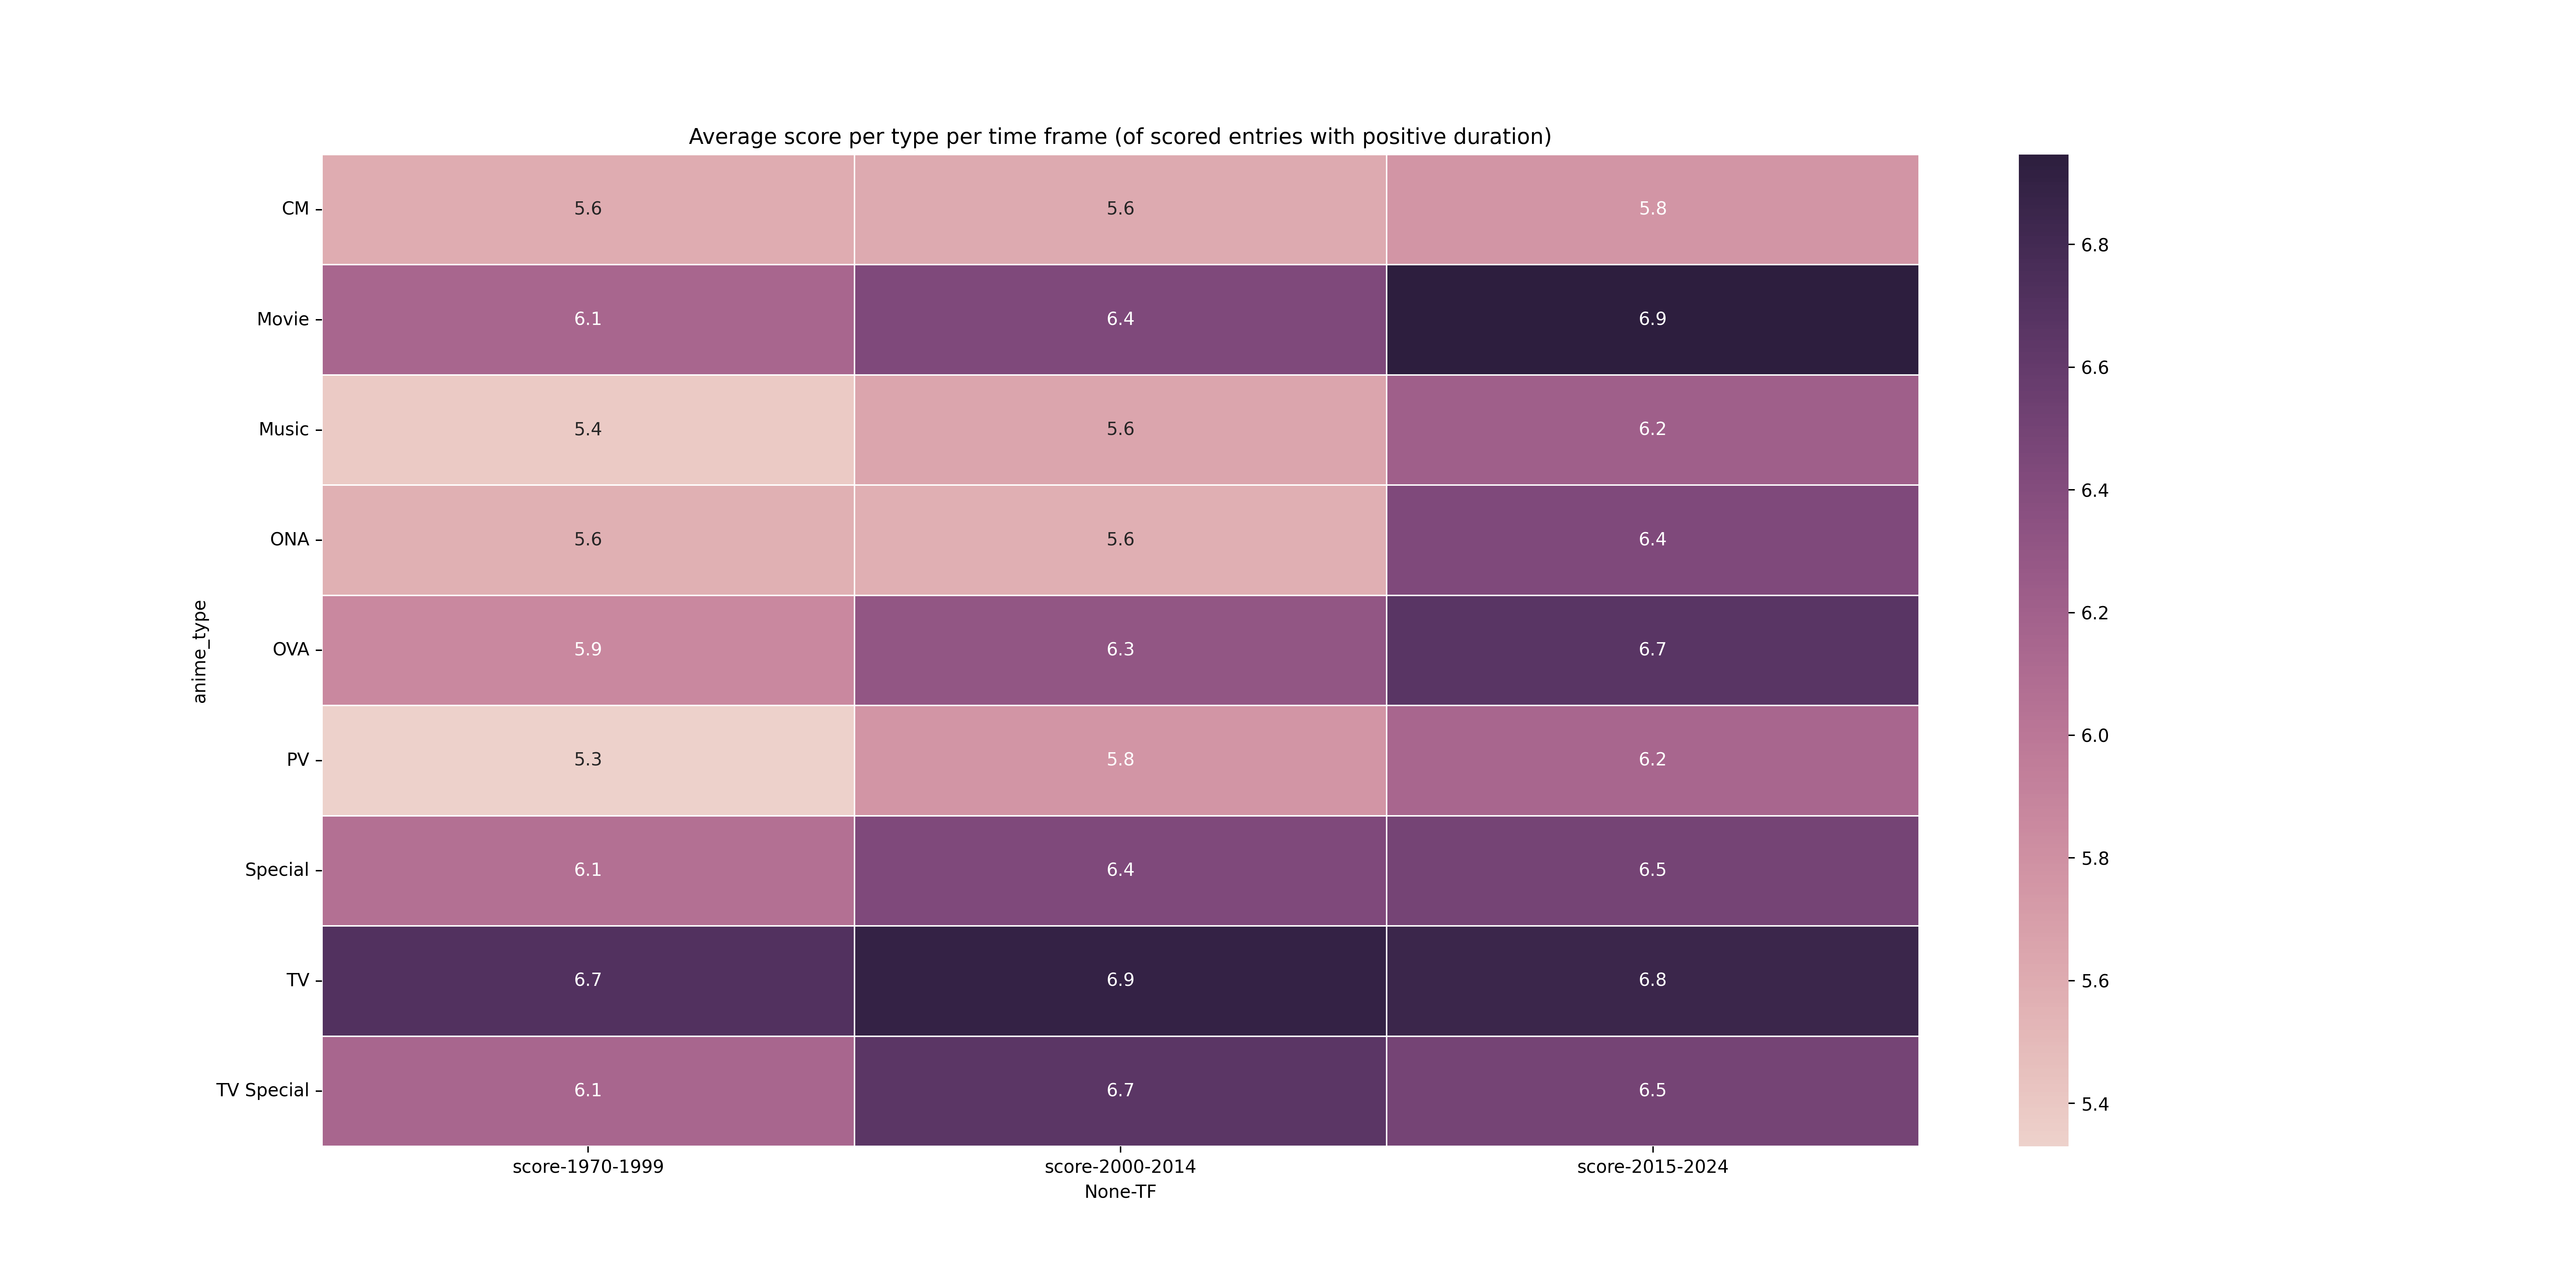 Average score per type per time frame (of scored entries with positive duration)
anime_type
CM 5.6 5.6 5.8
Movie 6.1 6.4 6.9
Music 5.4 5.6 6.2
ONA 5.6 5.6 6.4
OVA 5.9 6.3 6.7
PV 5.3 5.8 6.2
Special 6.1 6.4 6.5
TV 6.7 6.9 6.8
TV Special 6.1 6.7 6.5
score-1970-1999 score-2000-2014 score-2015-2024
None-TF
6.8
6.6
6.4
6.2
6.0
5.8
5.6
5.4